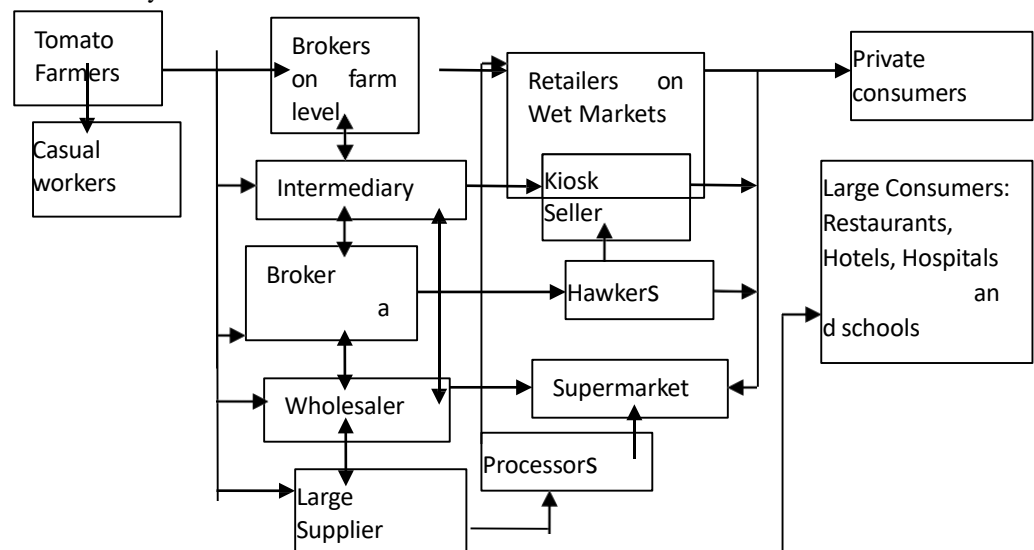 Tomato
Farmers
Casual
workers
Brokers
on farm
level
Intermediary
Broker
a
Wholesaler
Large
Supplier
Retailers on
Wet Markets
Kiosk
Seller
Hawkers
Supermarket
Processors
Private
consumers
Large Consumers:
Restaurants,
Hotels, Hospitals
an
d schools